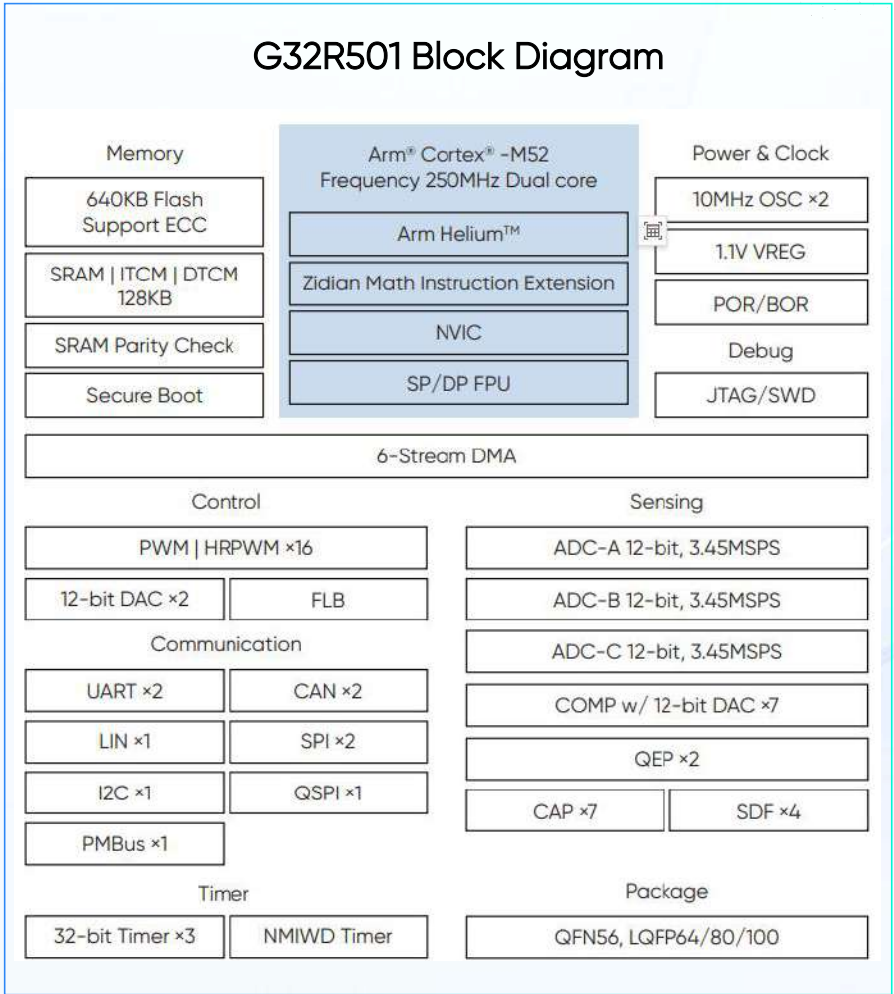 G32R501 Block Diagram
Memory
640KB Flash
Support ECC
SRAM | ITCM | DTCM
128KB
SRAM Parity Check
Secure Boot
Arm® Cortex® -M52
Frequency 250MHz Dual core
Arm Helium™
Zidian Math Instruction Extension
NVIC
SP/DP FPU
Power & Clock
10MHz OSC ×2
1.1V VREG
POR/BOR
Debug
JTAG/SWD
6-Stream DMA
Control
PWM | HRPWM ×16
12-bit DAC ×2
FLB
Communication
UART ×2
CAN ×2
LIN ×1
SPI ×2
I2C ×1
QSPI ×1
PMBus ×1
Timer
32-bit Timer ×3
NMIWD Timer
Sensing
ADC-A 12-bit, 3.45MSPS
ADC-B 12-bit, 3.45MSPS
ADC-C 12-bit, 3.45MSPS
COMP w/ 12-bit DAC ×7
QEP ×2
CAP ×7
SDF ×4
Package
QFN56, LQFP64/80/100